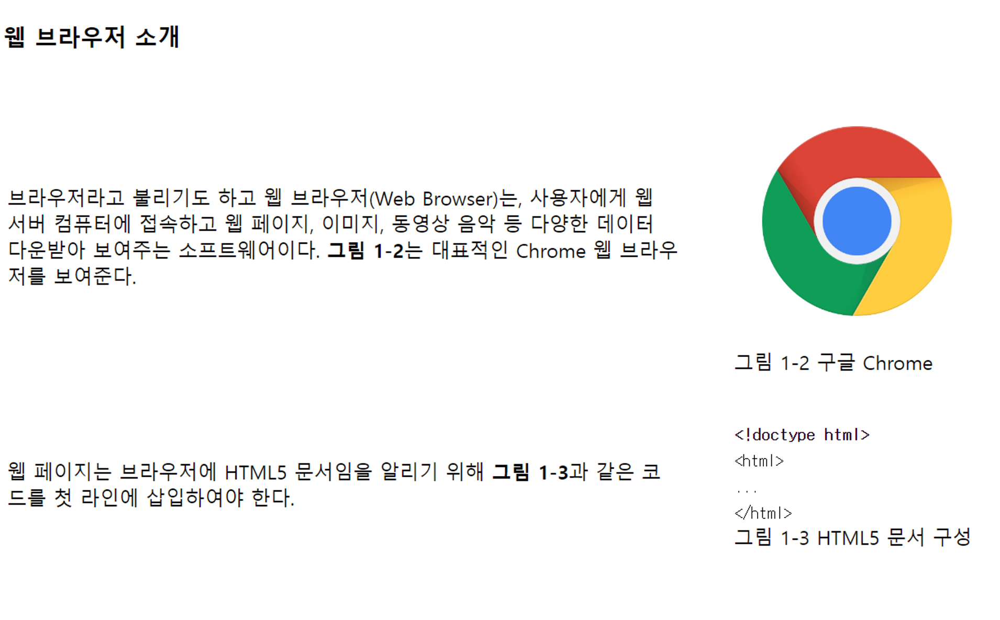 웹 브라우저 소개
브라우저라고 불리기도 하고 웹 브라우저(Web Browser)는, 사용자에게 웹
서버 컴퓨터에 접속하고 웹 페이지, 이미지, 동영상 음악 등 다양한 데이터
다운받아 보여주는 소프트웨어이다. 그림 1-2는 대표적인 Chrome 웹 브라우
저를 보여준다.
그림 1-2 구글 Chrome
웹 페이지는 브라우저에 HTML5 문서임을 알리기 위해 그림 1-3과 같은 코
드를 첫 라인에 삽입하여야 한다.
<!doctype html>
<html>
...
</html>
그림 1-3 HTML5 문서 구성